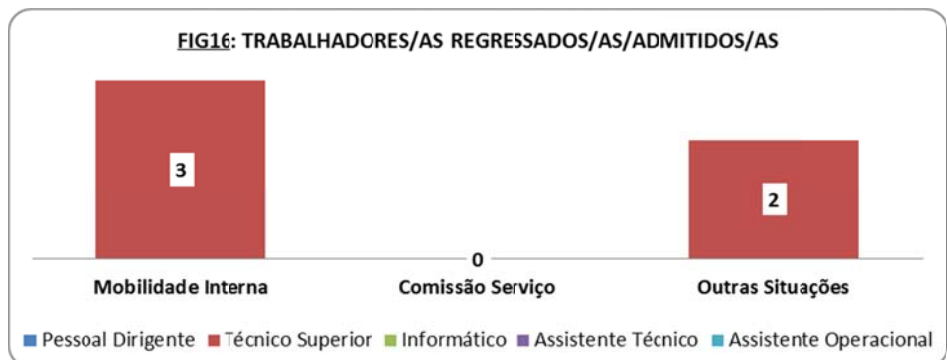 FIG16: TRABALHADORES/AS REGRESSADOS/AS/ADMITIDOS/AS
3
2
0
Mobilidade Interna
Comissão Serviço
Outras Situações
Pessoal Dirigente
Técnico Superior
Informático
Assistente Técnico
Assistente Operacional